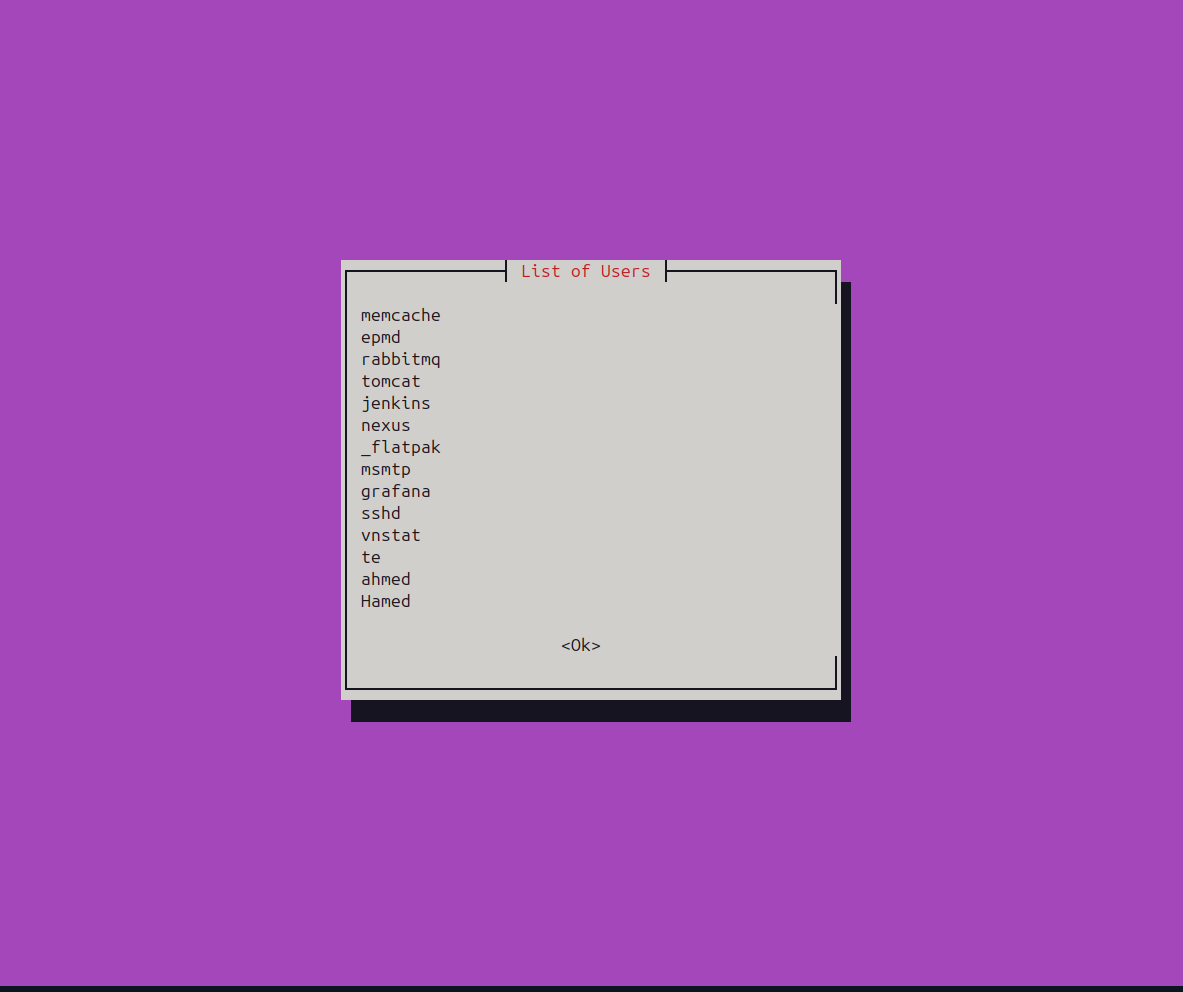 List of Users
memcache
epmd
rabbitmq
tomcat
jenkins
nexus
_flatpak
msmtp
grafana
sshd
vnstat
te
ahmed
Hamed
<Ok>